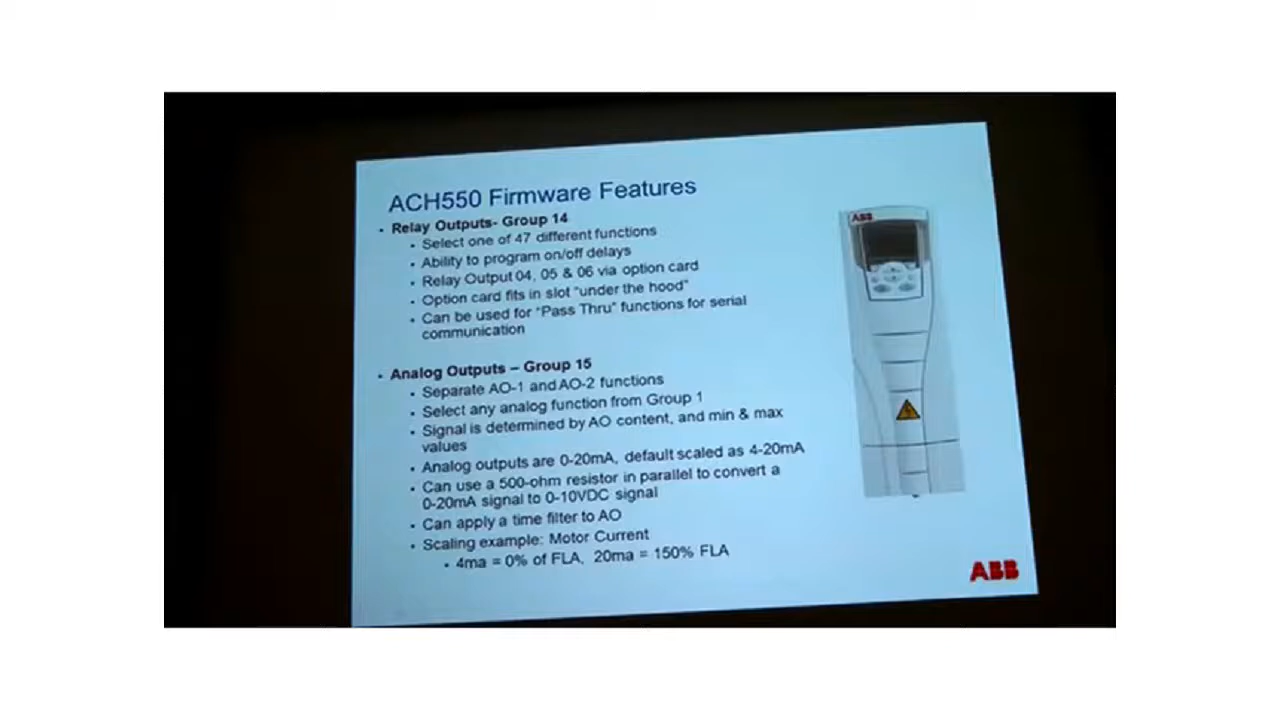 ACH550 Firmware Features
• Relay Outputs- Group 14
• Select one of 47 different functions
• Ability to program on/off delays
• Relay Output 04, 05 & 06 via option card
• Option card fits in slot “under the hood”
• Can be used for “Pass Thru” functions for serial
communication
• Analog Outputs – Group 15
• Separate AO-1 and AO-2 functions
• Select any analog function from Group 1
• Signal is determined by AO content, and min & max
values
• Analog outputs are 0-20mA, default scaled as 4-20mA
• Can use a 500-ohm resistor in parallel to convert a
0-20mA signal to 0-10VDC signal
• Can apply a time filter to AO
• Scaling example: Motor Current
• 4ma = 0% of FLA, 20ma = 150% FLA
ABB
ABB